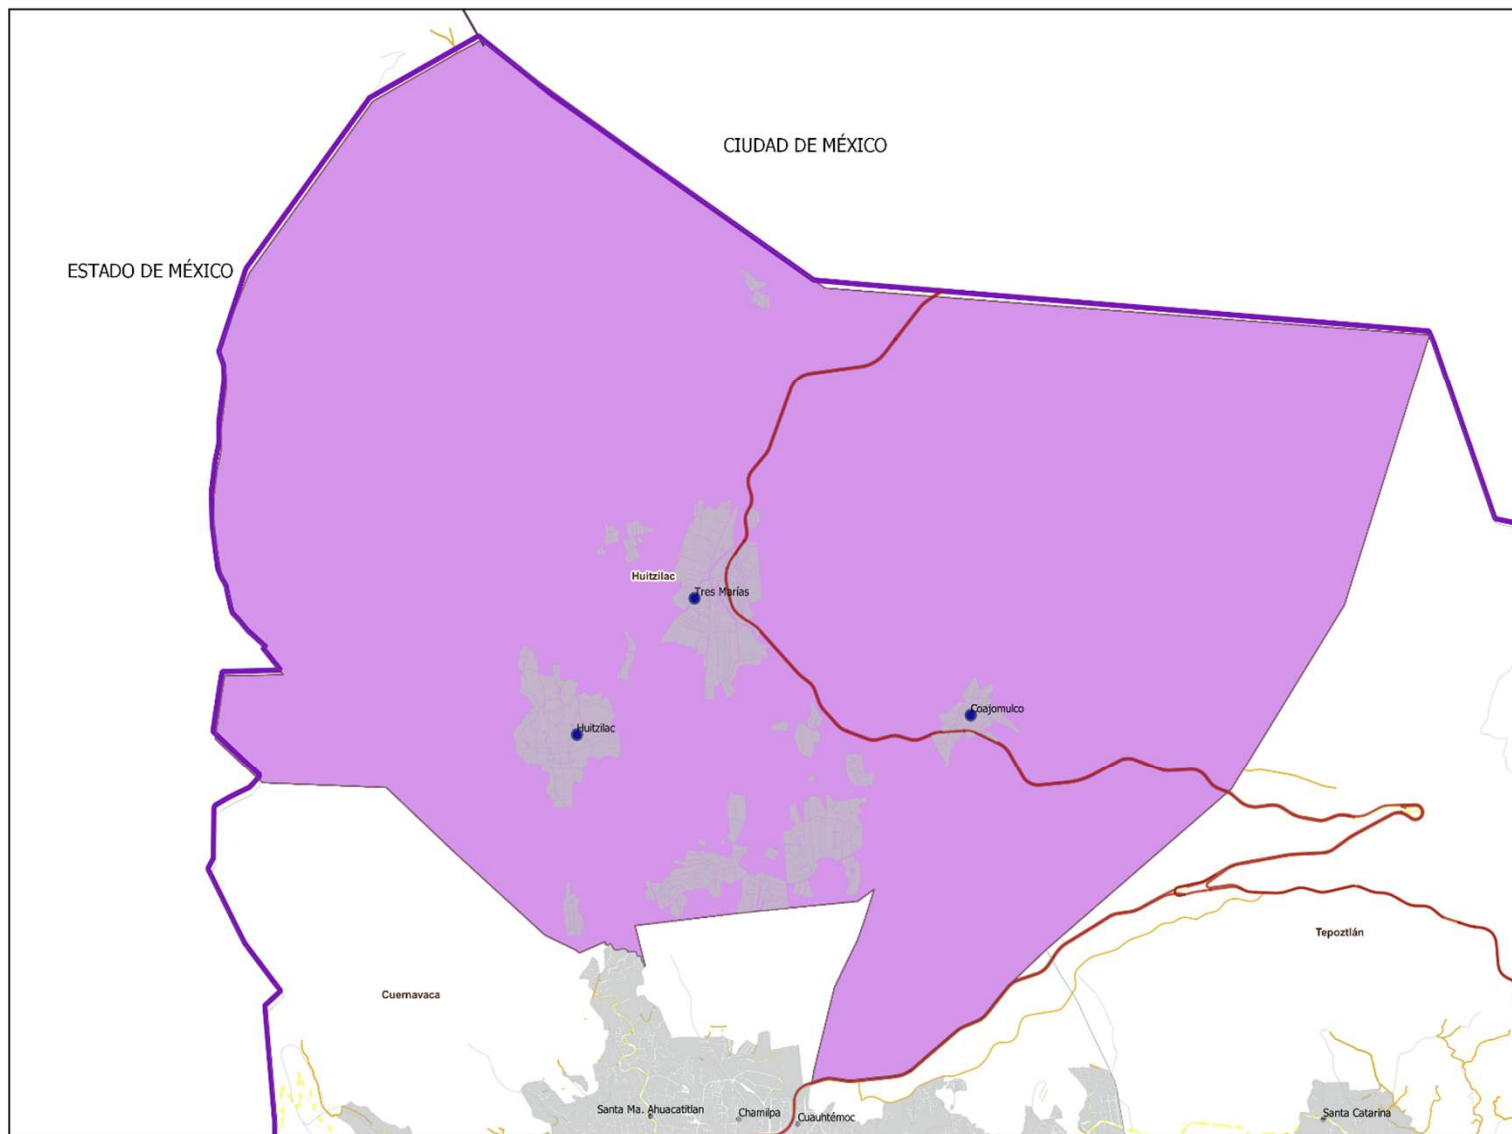 CIUDAD DE MÉXICO
ESTADO DE MÉXICO
Huitzilac
Tres Marías
Coajomulco
Huitzilac
Tepoztlán
Cuernavaca
Santa Ma. Ahuacatitlan
Chamilpa
Cuauhtémoc
Santa Catarina